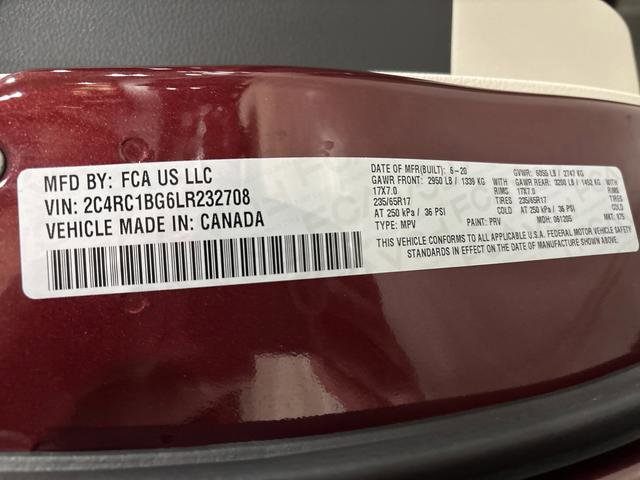 MFD BY: FCA US LLC
VIN: 2C4RC1BG6LR232708
VEHICLE MADE IN: CANADA
DATE OF MFR(BUILT): 6-20 GVWR: 6055 LB / 2747 KG
GAWR FRONT: 2950 LB / 1339 KG GAWR REAR: 3200 LB / 1452 KG
17X7.0 RIMS 17X7.0 RIMS
235/65R17 TIRES 235/65R17 TIRES
AT 250 kPa / 36 PSI AT 250 kPa / 36 PSI COLD
TYPE: MPV PAINT: PRV MDH: 061205 MKT: 975
THIS VEHICLE CONFORMS TO ALL APPLICABLE U.S.A. FEDERAL MOTOR VEHICLE SAFETY
STANDARDS IN EFFECT ON THE DATE OF MANUFACTURE SHOWN ABOVE